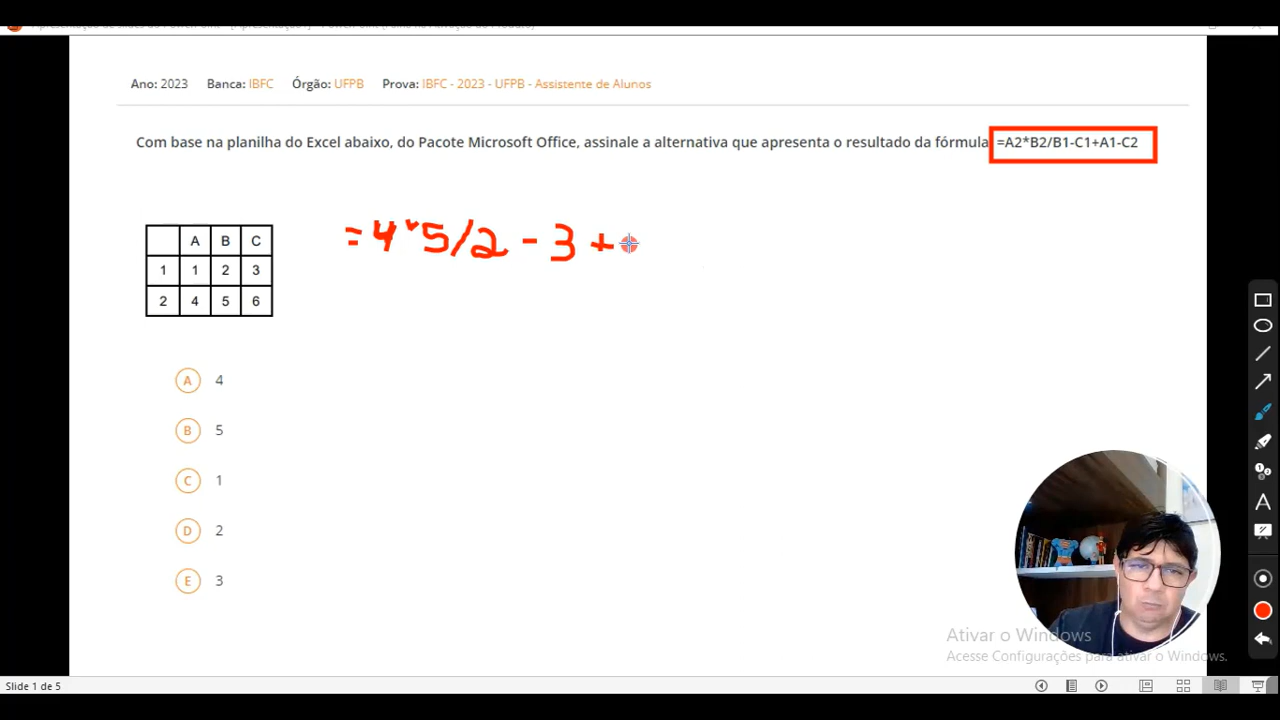 Ano: 2023 Banca: IBFC Órgão: UFPB Prova: IBFC - 2023 - UFPB - Assistente de Alunos
Com base na planilha do Excel abaixo, do Pacote Microsoft Office, assinale a alternativa que apresenta o resultado da fórmula =A2*B2/B1-C1+A1-C2
=4*5/2-3+
A B C
1 1 2 3
2 4 5 6
A 4
B 5
C 1
D 2
E 3
Ativar o Windows
Acesse Configurações para ativar o Windows.
Slide 1 de 5